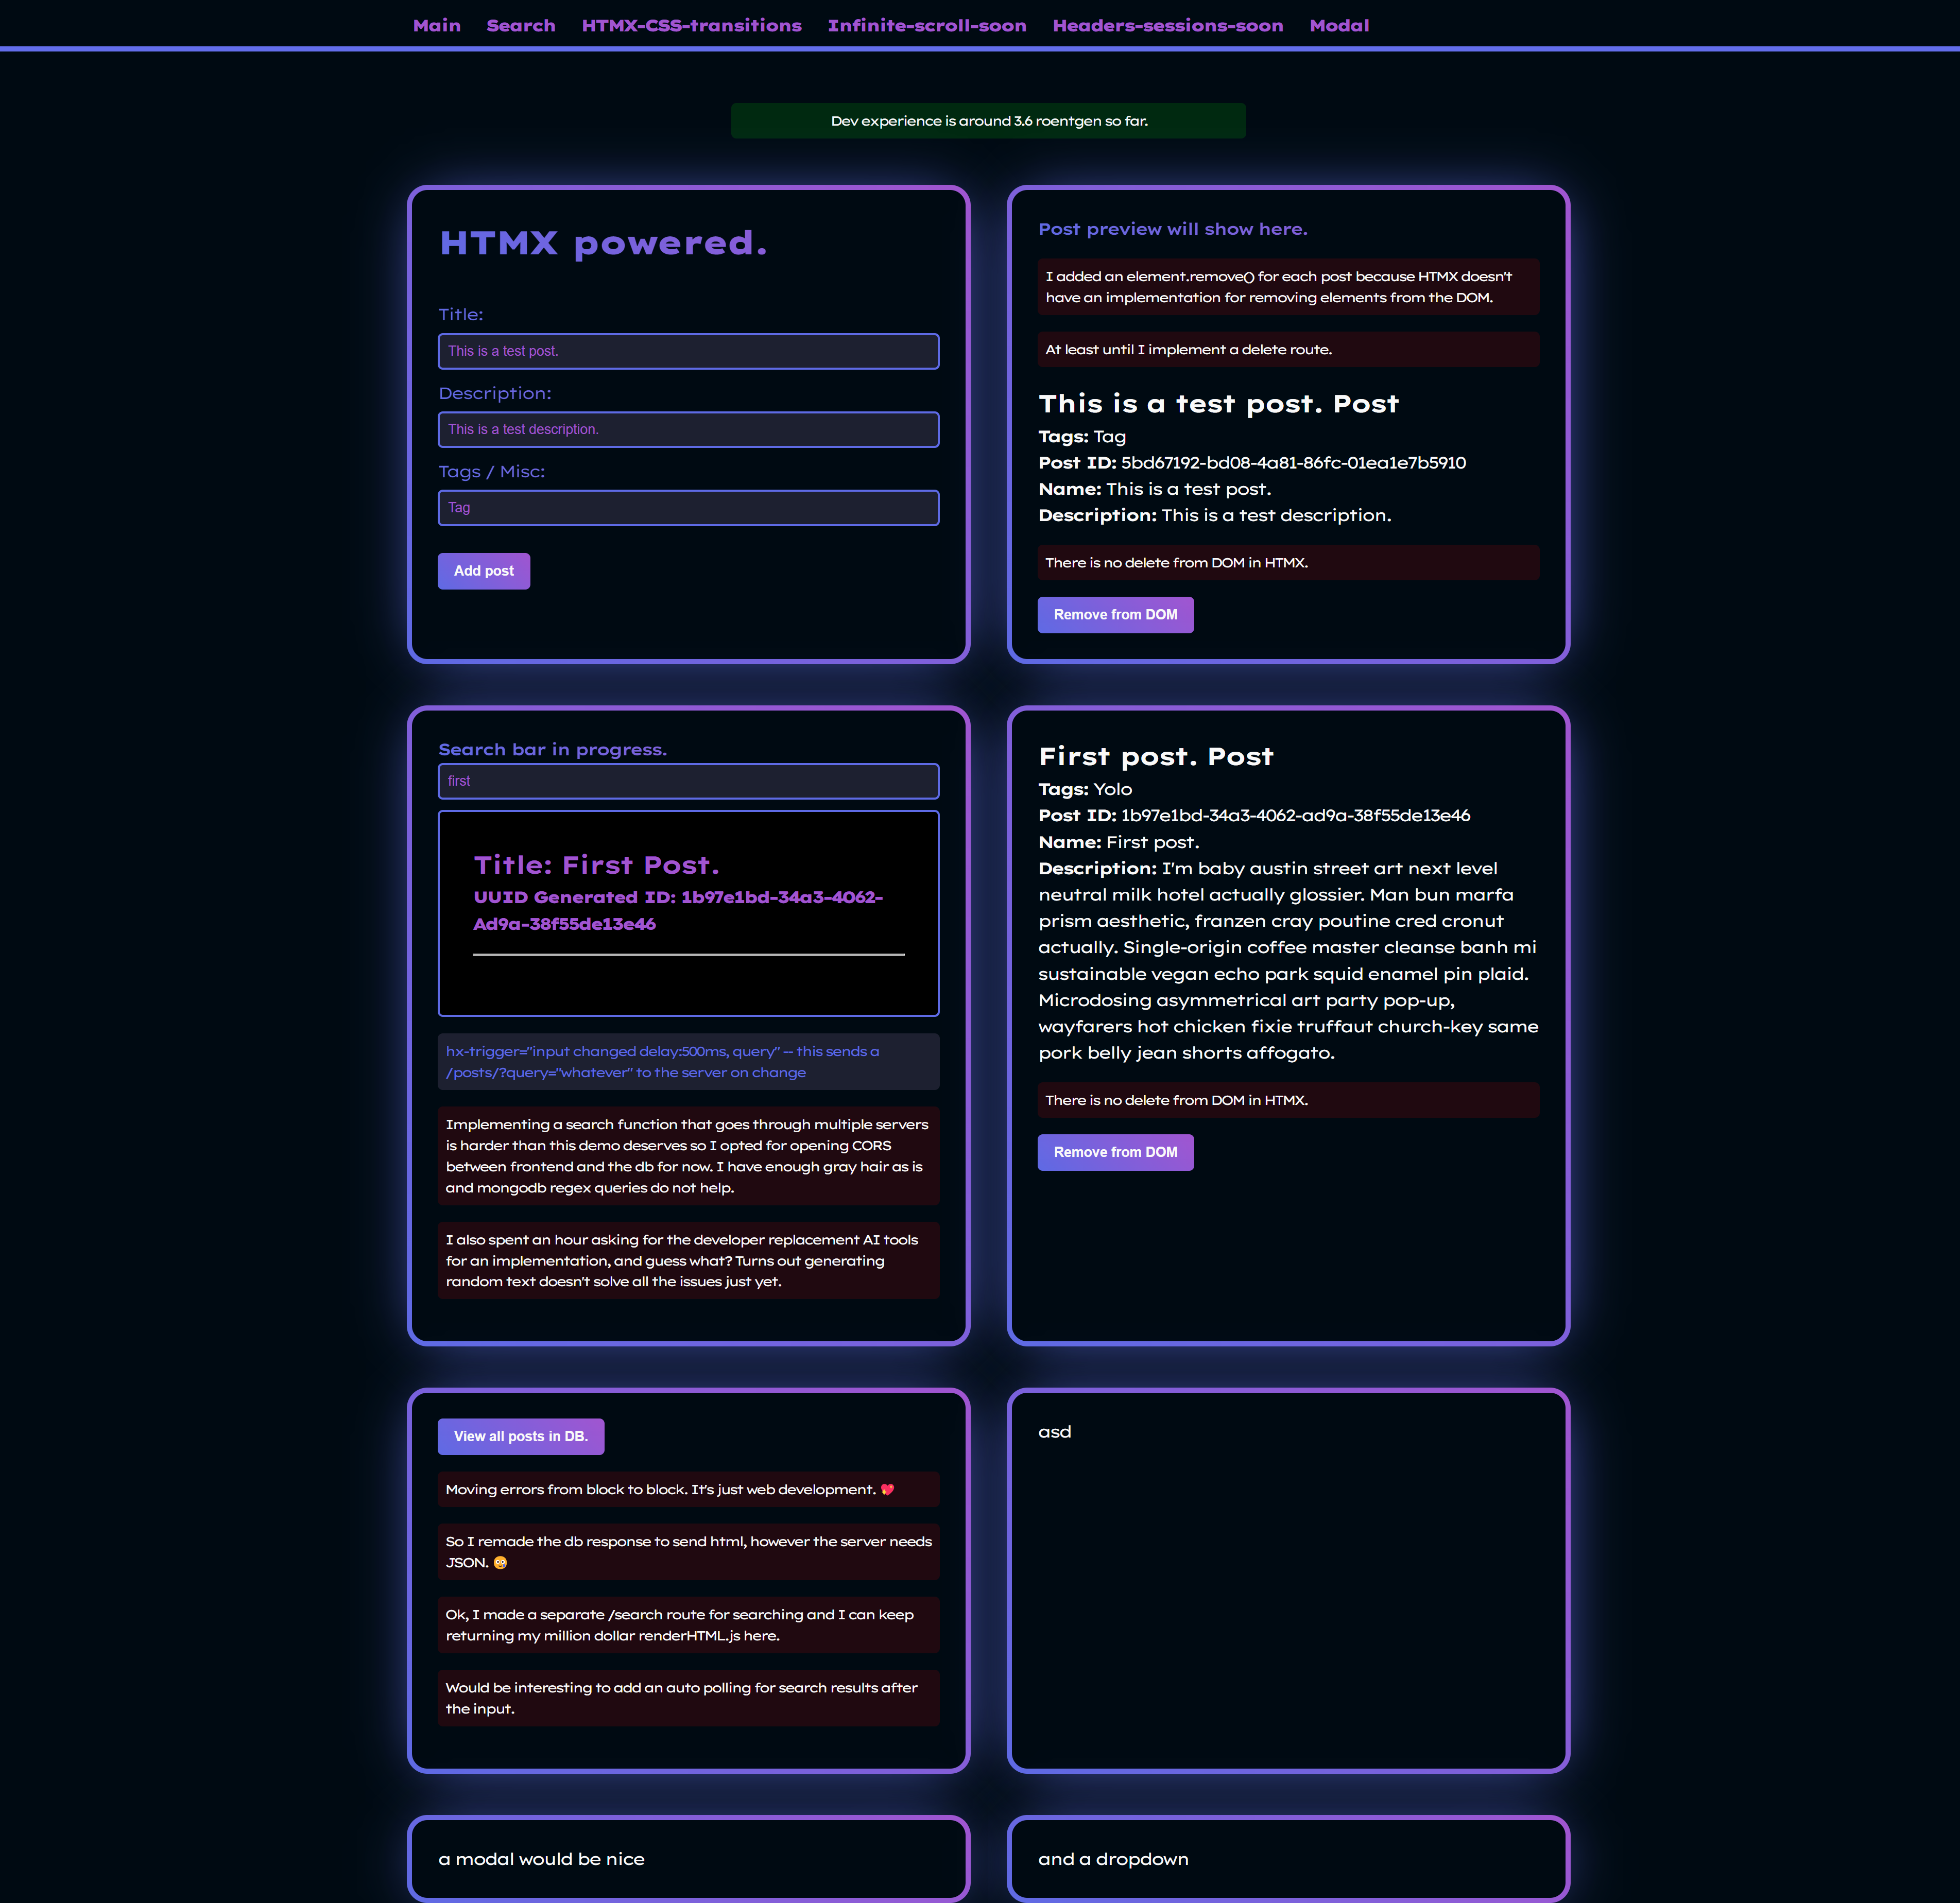 Main Search HTMX-CSS-transitions Infinite-scroll-soon Headers-sessions-soon Modal
Dev experience is around 3.6 roentgen so far.
HTMX powered.
Title:
This is a test post.
Description:
This is a test description.
Tags / Misc:
Tag
Add post
Post preview will show here.
I added an element.remove() for each post because HTMX doesn't
have an implementation for removing elements from the DOM.
At least until I implement a delete route.
This is a test post. Post
Tags: Tag
Post ID: 5bd67192-bd08-4a81-86fc-01ea1e7b5910
Name: This is a test post.
Description: This is a test description.
There is no delete from DOM in HTMX.
Remove from DOM
Search bar in progress.
first
Title: First Post.
UUID Generated ID: 1b97e1bd-34a3-4062-
Ad9a-38f55de13e46
hx-trigger="input changed delay:500ms, query" -- this sends a
/posts/?query="whatever" to the server on change
Implementing a search function that goes through multiple servers
is harder than this demo deserves so I opted for opening CORS
between frontend and the db for now. I have enough gray hair as is
and mongodb regex queries do not help.
I also spent an hour asking for the developer replacement AI tools
for an implementation, and guess what? Turns out generating
random text doesn't solve all the issues just yet.
First post. Post
Tags: Yolo
Post ID: 1b97e1bd-34a3-4062-ad9a-38f55de13e46
Name: First post.
Description: I'm baby austin street art next level
neutral milk hotel actually glossier. Man bun marfa
prism aesthetic, franzen cray poutine cred cronut
actually. Single-origin coffee master cleanse banh mi
sustainable vegan echo park squid enamel pin plaid.
Microdosing asymmetrical art party pop-up,
wayfarers hot chicken fixie truffaut church-key same
pork belly jean shorts affogato.
There is no delete from DOM in HTMX.
Remove from DOM
View all posts in DB.
Moving errors from block to block. It's just web development. 💖
So I remade the db response to send html, however the server needs
JSON. 😳
Ok, I made a separate /search route for searching and I can keep
returning my million dollar renderHTML.js here.
Would be interesting to add an auto polling for search results after
the input.
asd
a modal would be nice
and a dropdown